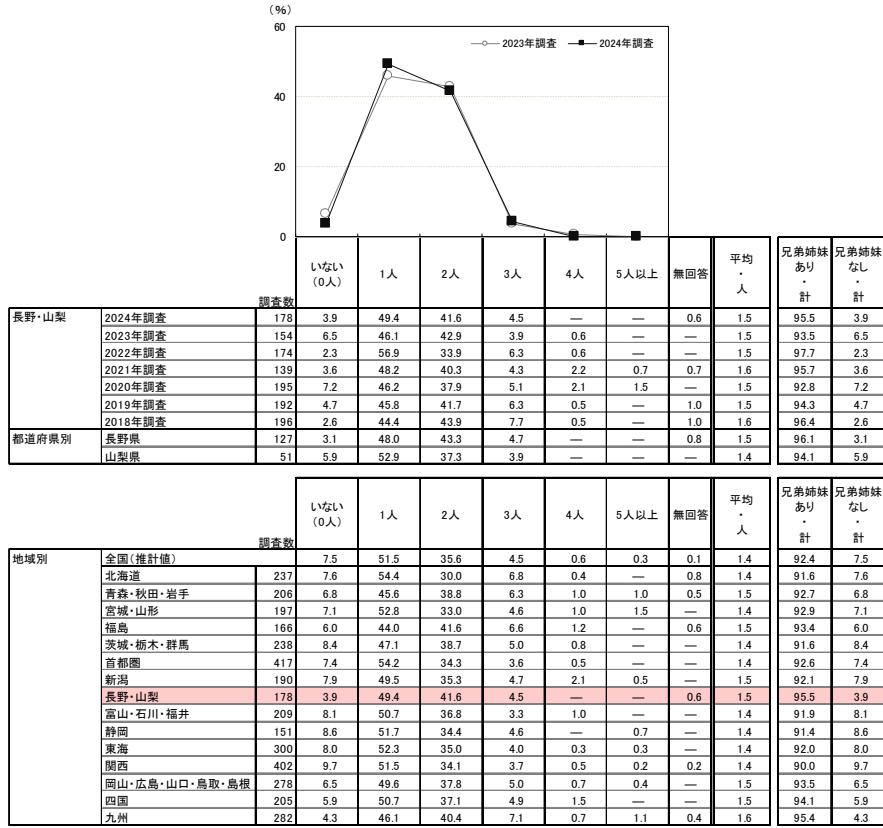 (%)
60
40
20
0
2023年調査 2024年調査
調査数 いない(0人) 1人 2人 3人 4人 5人以上 無回答 平均・人 兄弟姉妹あり・計 兄弟姉妹なし・計
長野・山梨 2024年調査 178 3.9 49.4 41.6 4.5 — — 0.6 1.5 95.5 3.9
2023年調査 154 6.5 46.1 42.9 3.9 0.6 — — 1.5 93.5 6.5
2022年調査 174 2.3 56.9 33.9 6.3 0.6 — — 1.5 97.7 2.3
2021年調査 139 3.6 48.2 40.3 4.3 2.2 0.7 0.7 1.6 95.7 3.6
2020年調査 195 7.2 46.2 37.9 5.1 2.1 1.5 — 1.5 92.8 7.2
2019年調査 192 4.7 45.8 41.7 6.3 0.5 — 1.0 1.5 94.3 4.7
2018年調査 196 2.6 44.4 43.9 7.7 0.5 — 1.0 1.6 96.4 2.6
都道府県別 長野県 127 3.1 48.0 43.3 4.7 — — 0.8 1.5 96.1 3.1
山梨県 51 5.9 52.9 37.3 3.9 — — — 1.4 94.1 5.9
調査数 いない(0人) 1人 2人 3人 4人 5人以上 無回答 平均・人 兄弟姉妹あり・計 兄弟姉妹なし・計
地域別 全国(推計値) 7.5 51.5 35.6 4.5 0.6 0.3 0.1 1.4 92.4 7.5
北海道 237 7.6 54.4 30.0 6.8 0.4 — 0.8 1.4 91.6 7.6
青森・秋田・岩手 206 6.8 45.6 38.8 6.3 1.0 1.0 0.5 1.5 92.7 6.8
宮城・山形 197 7.1 52.8 33.0 4.6 1.0 1.5 — 1.4 92.9 7.1
福島 166 6.0 44.0 41.6 6.6 1.2 — 0.6 1.5 93.4 6.0
茨城・栃木・群馬 238 8.4 47.1 38.7 5.0 0.8 — — 1.4 91.6 8.4
首都圏 417 7.4 54.2 34.3 3.6 0.5 — — 1.4 92.6 7.4
新潟 190 7.9 49.5 35.3 4.7 2.1 0.5 — 1.5 92.1 7.9
長野・山梨 178 3.9 49.4 41.6 4.5 — — 0.6 1.5 95.5 3.9
富山・石川・福井 209 8.1 50.7 36.8 3.3 1.0 — — 1.4 91.9 8.1
静岡 151 8.6 51.7 34.4 4.6 — 0.7 — 1.4 91.4 8.6
東海 300 8.0 52.3 35.0 4.0 0.3 0.3 — 1.4 92.0 8.0
関西 402 9.7 51.5 34.1 3.7 0.5 0.2 0.2 1.4 90.0 9.7
岡山・広島・山口・鳥取・島根 278 6.5 49.6 37.8 5.0 0.7 0.4 — 1.5 93.5 6.5
四国 205 5.9 50.7 37.1 4.9 1.5 — — 1.5 94.1 5.9
九州 282 4.3 46.1 40.4 7.1 0.7 1.1 0.4 1.6 95.4 4.3